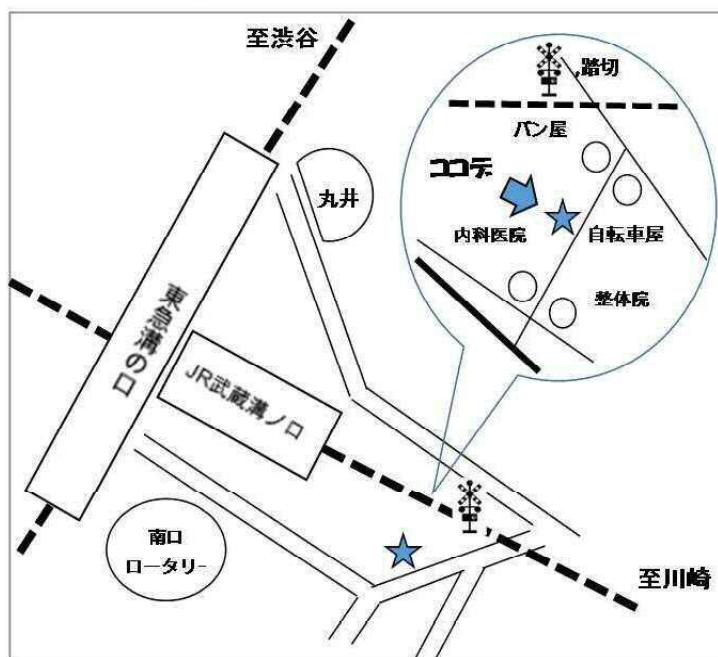 至渋谷
踏切
パン屋
丸井
ココデ
内科医院
自転車屋
整体院
東急溝の口
JR武蔵溝ノ口
南口
ロータリー
至川崎